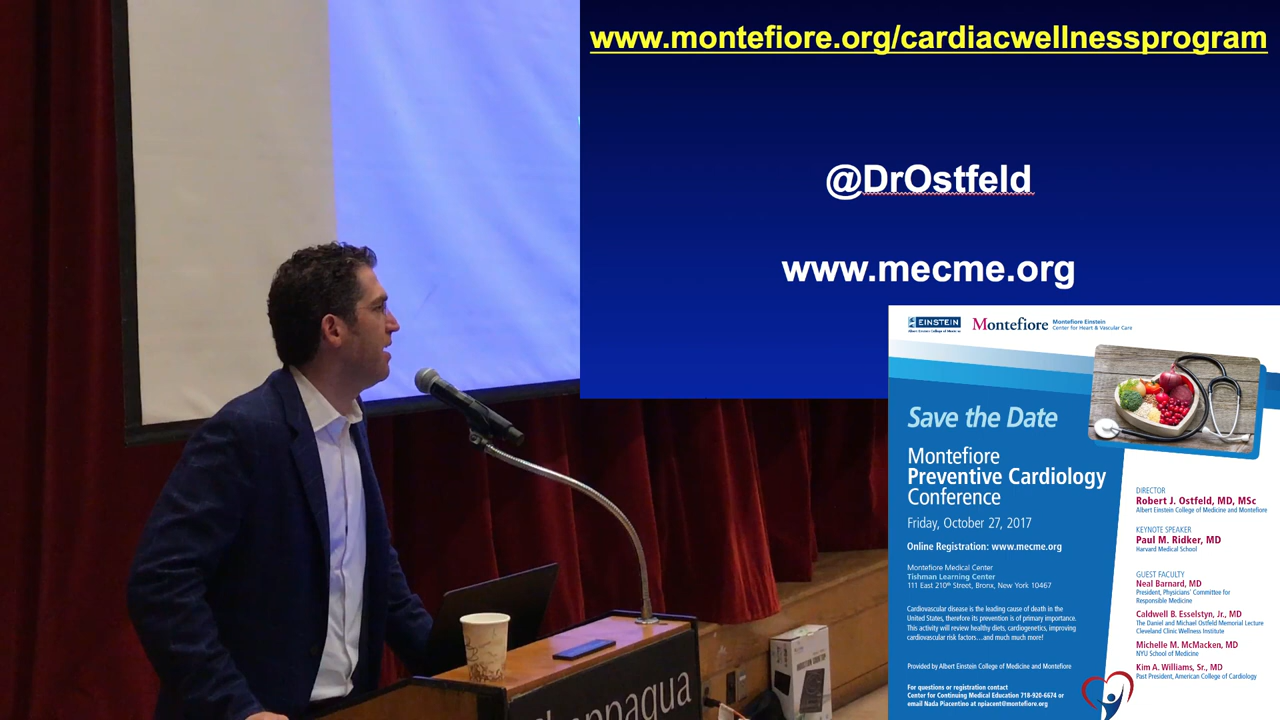 www.montefiore.org/cardiacwellnessprogram
@DrOstfeld
www.mecme.org
EINSTEIN
Albert Einstein College of Medicine
Montefiore
Montefiore Einstein
Center for Heart & Vascular Care
Save the Date
Montefiore
Preventive Cardiology
Conference
Friday, October 27, 2017
Online Registration: www.mecme.org
Montefiore Medical Center
Tishman Learning Center
111 East 210th Street, Bronx, New York 10467
Cardiovascular disease is the leading cause of death in the
United States, therefore its prevention is of primary importance.
This activity will review healthy diets, cardiogenetics, improving
cardiovascular risk factors…and much much more!
Provided by Albert Einstein College of Medicine and Montefiore
For questions or registration contact
Center for Continuing Medical Education 718-920-6674 or
email Nada Piacentino at npiacent@montefiore.org
DIRECTOR
Robert J. Ostfeld, MD, MSc
Albert Einstein College of Medicine and Montefiore
KEYNOTE SPEAKER
Paul M. Ridker, MD
Harvard Medical School
GUEST FACULTY
Neal Barnard, MD
President, Physicians' Committee for
Responsible Medicine
Caldwell B. Esselstyn, Jr., MD
The Daniel and Michael Ostfeld Memorial Lecture
Cleveland Clinic Wellness Institute
Michelle M. McMacken, MD
NYU School of Medicine
Kim A. Williams, Sr., MD
Past President, American College of Cardiology